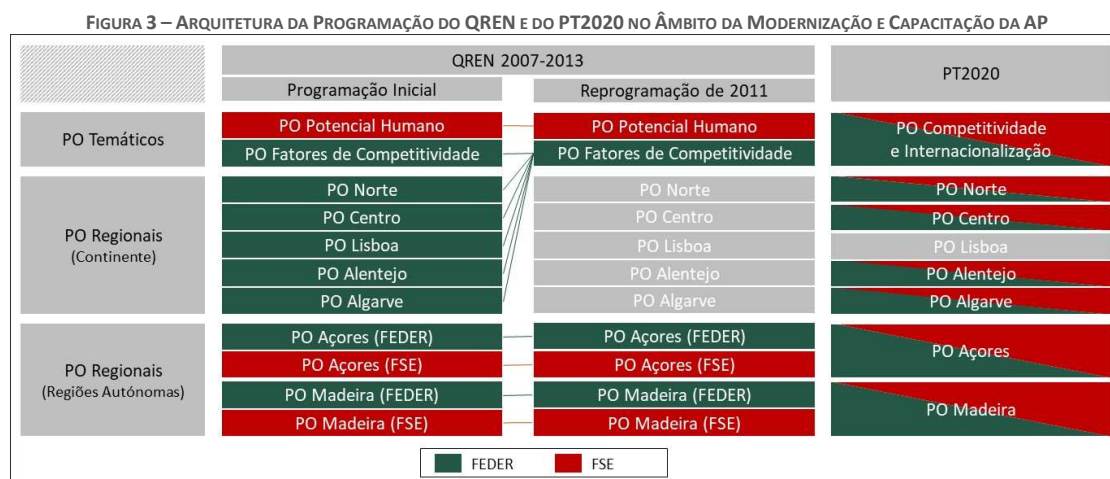 FIGURA 3 – ARQUITETURA DA PROGRAMAÇÃO DO QREN E DO PT2020 NO ÂMBITO DA MODERNIZAÇÃO E CAPACITAÇÃO DA AP
QREN 2007-2013
PT2020
Programação Inicial
Reprogramação de 2011
PO Temáticos
PO Potencial Humano
PO Potencial Humano
PO Competitividade
e Internacionalização
PO Fatores de Competitividade
PO Fatores de Competitividade
PO Regionais
(Continente)
PO Norte
PO Norte
PO Norte
PO Centro
PO Centro
PO Centro
PO Lisboa
PO Lisboa
PO Lisboa
PO Alentejo
PO Alentejo
PO Alentejo
PO Algarve
PO Algarve
PO Algarve
PO Regionais
(Regiões Autónomas)
PO Açores (FEDER)
PO Açores (FEDER)
PO Açores
PO Açores (FSE)
PO Açores (FSE)
PO Madeira (FEDER)
PO Madeira (FEDER)
PO Madeira
PO Madeira (FSE)
PO Madeira (FSE)
FEDER
FSE